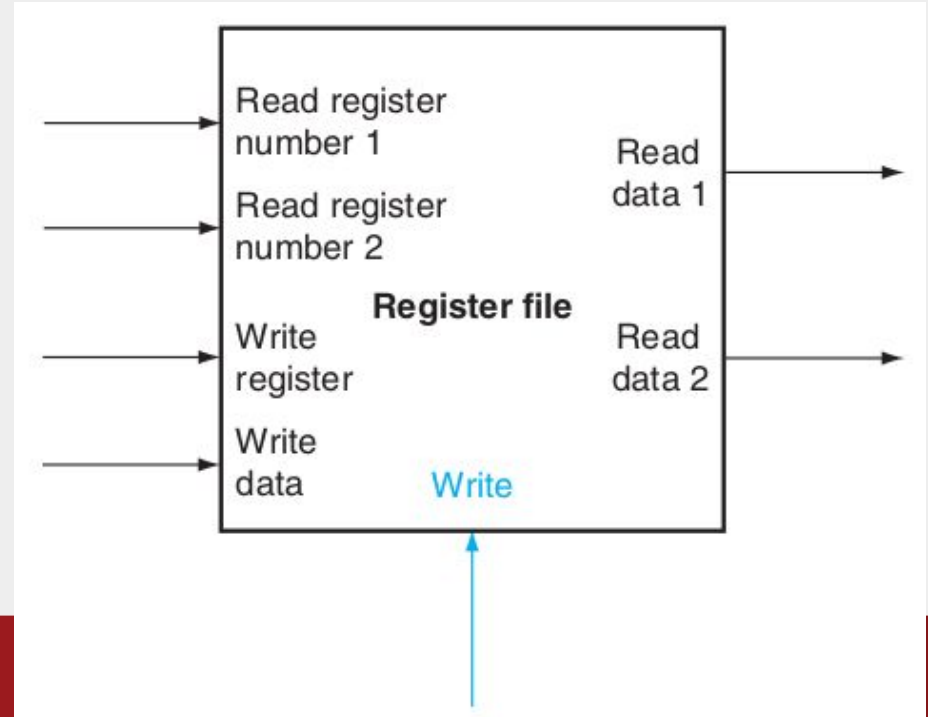 Read register
number 1
Read
data 1
Read register
number 2
Register file
Write
register
Read
data 2
Write
data
Write